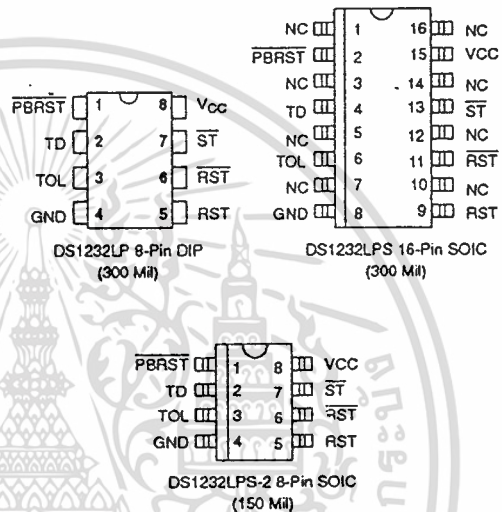 PBRST 1 8 VCC
TD 2 7 ST
TOL 3 6 RST
GND 4 5 RST
DS1232LP 8-Pin DIP
(300 Mil)
NC 1 16 NC
PBRST 2 15 VCC
NC 3 14 NC
TD 4 13 ST
NC 5 12 NC
TOL 6 11 RST
NC 7 10 NC
GND 8 9 RST
DS1232LPS 16-Pin SOIC
(300 Mil)
PBRST 1 8 VCC
TD 2 7 ST
TOL 3 6 RST
GND 4 5 RST
DS1232LPS-2 8-Pin SOIC
(150 Mil)